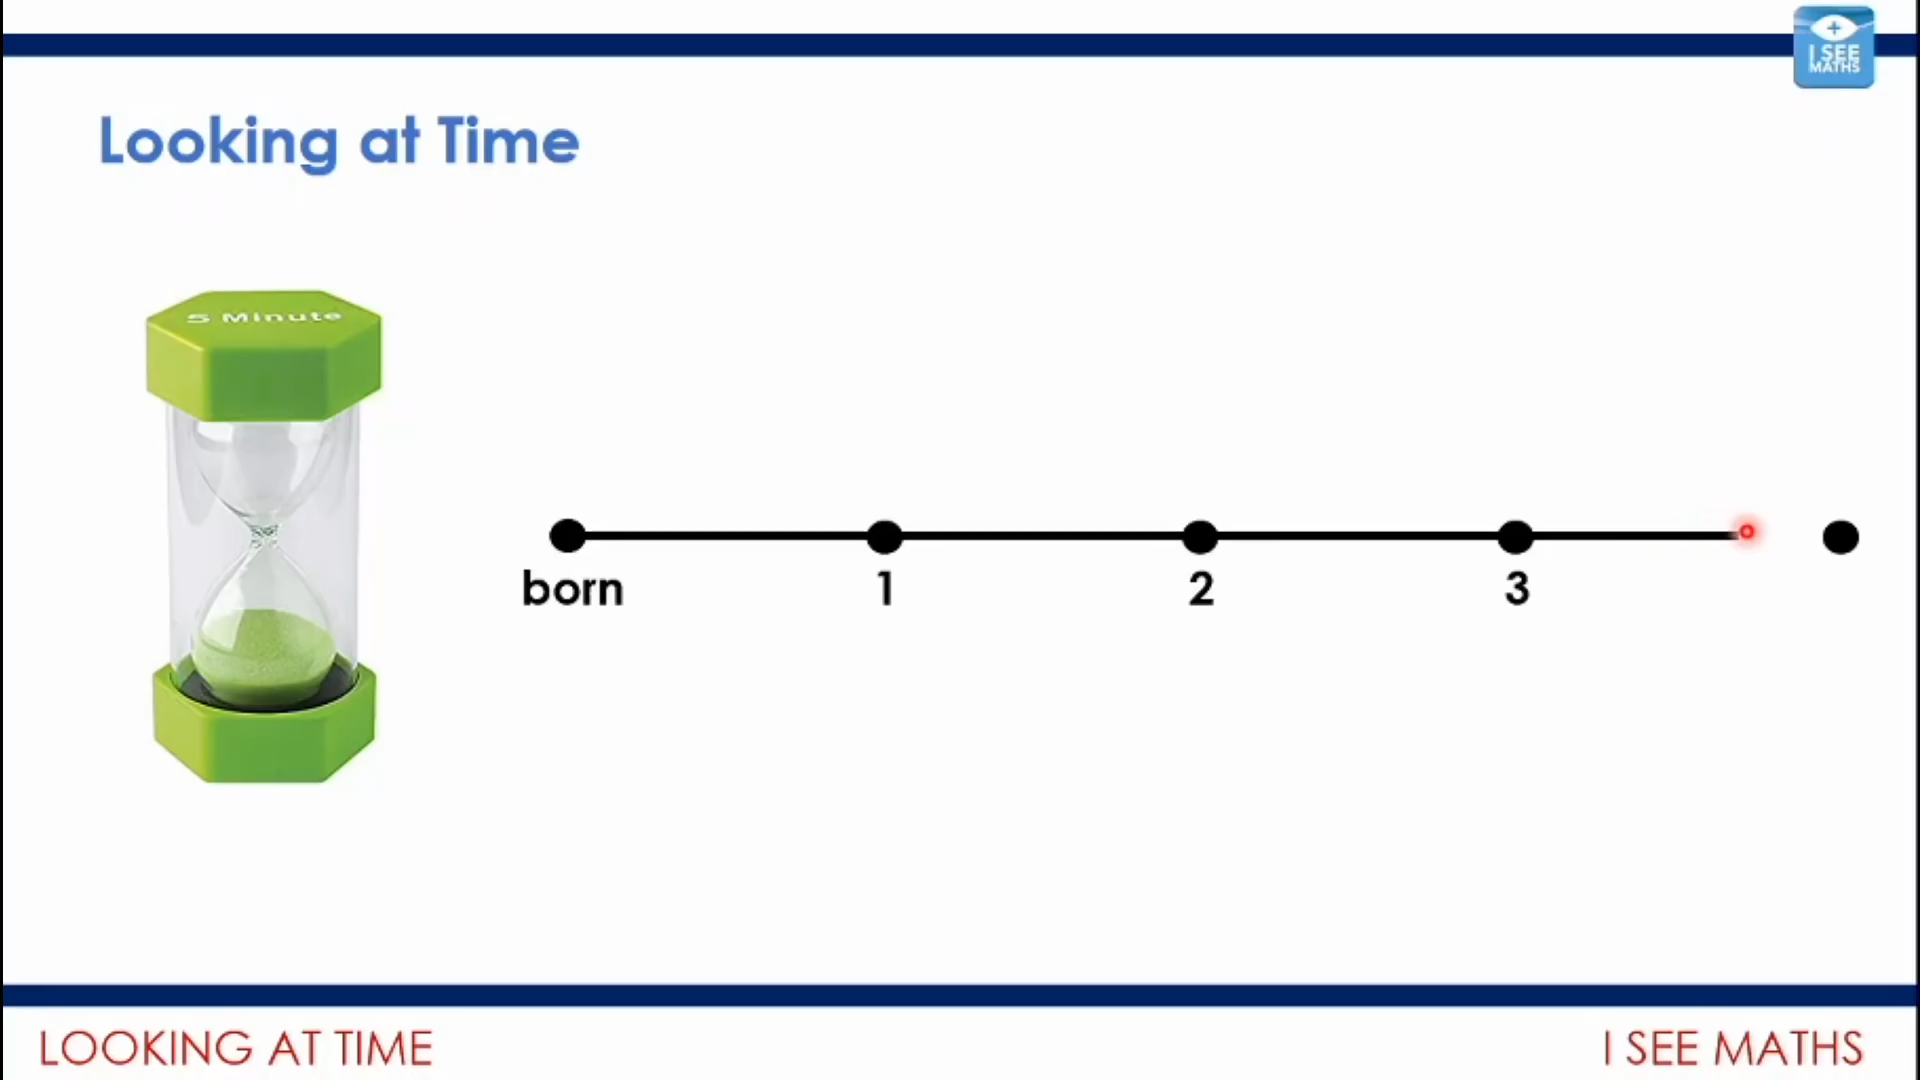 I SEE
MATHS
Looking at Time
5 Minute
born 1 2 3
LOOKING AT TIME
I SEE MATHS